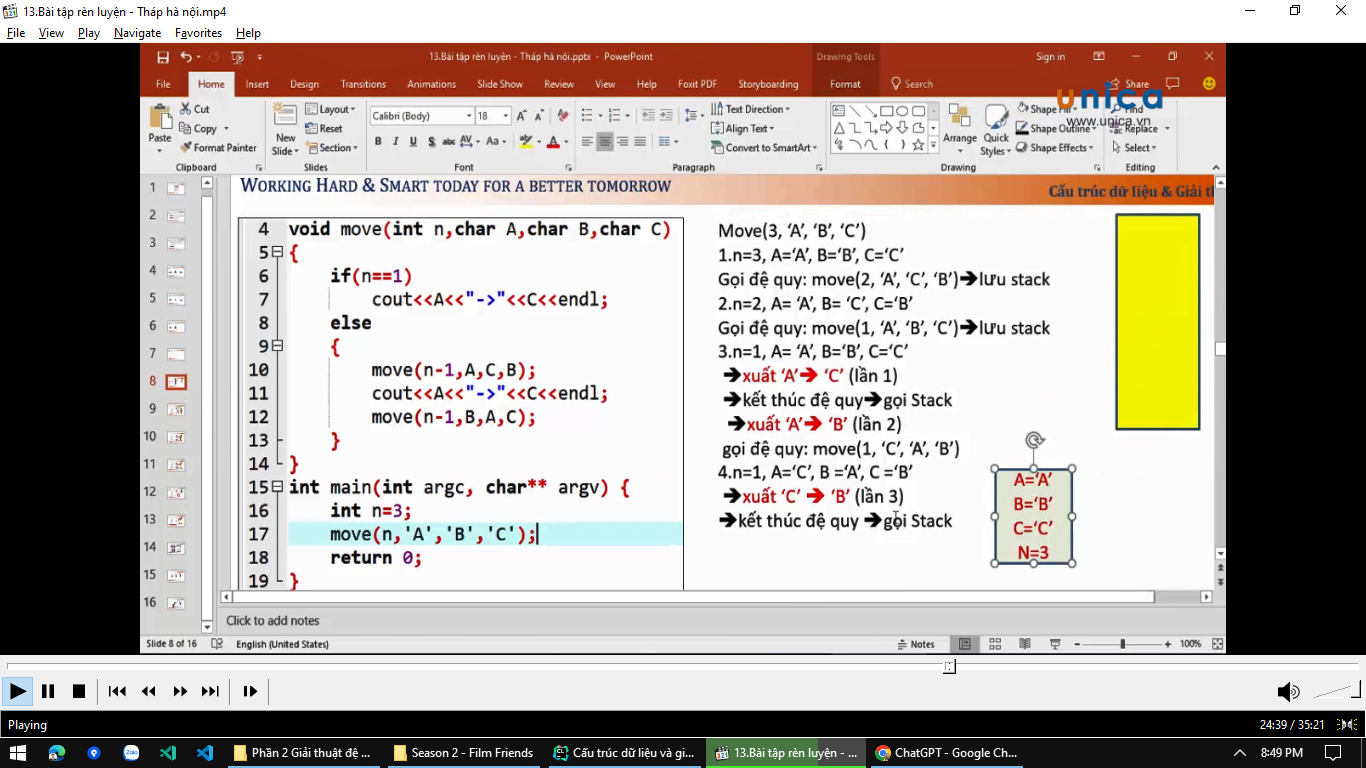 13.Bài tập rèn luyện - Tháp hà nội.mp4
File View Play Navigate Favorites Help
13.Bài tập rèn luyện - Tháp hà nội.pptx - PowerPoint
Drawing Tools
Sign in
File Home Insert Design Transitions Animations Slide Show Review View Help Foxit PDF Storyboarding Format Search Share
unica
www.unica.vn
Paste
Cut
Copy
Format Painter
Clipboard
New Slide
Layout
Reset
Section
Slides
Calibri (Body) 18
Font
Text Direction
Align Text
Convert to SmartArt
Paragraph
Arrange
Quick Styles
Shape Fill
Shape Outline
Shape Effects
Drawing
Find
Replace
Select
Editing
1
2
3
4
5
6
7
8
9
10
11
12
13
14
15
16
WORKING HARD & SMART TODAY FOR A BETTER TOMORROW
Cấu trúc dữ liệu & Giải th
4 void move(int n,char A,char B,char C)
5 {
6 if(n==1)
7 cout<<A<<"->"<<C<<endl;
8 else
9 {
10 move(n-1,A,C,B);
11 cout<<A<<"->"<<C<<endl;
12 move(n-1,B,A,C);
13 }
14 }
15 int main(int argc, char** argv) {
16 int n=3;
17 move(n,'A','B','C');
18 return 0;
19 }
Move(3, ‘A’, ‘B’, ‘C’)
1.n=3, A=‘A’, B=‘B’, C=‘C’
Gọi đệ quy: move(2, ‘A’, ‘C’, ‘B’)➔lưu stack
2.n=2, A= ‘A’, B= ‘C’, C=‘B’
Gọi đệ quy: move(1, ‘A’, ‘B’, ‘C’)➔lưu stack
3.n=1, A= ‘A’, B=‘B’, C=‘C’
➔xuất ‘A’➔ ‘C’ (lần 1)
➔kết thúc đệ quy➔gọi Stack
➔xuất ‘A’➔ ‘B’ (lần 2)
gọi đệ quy: move(1, ‘C’, ‘A’, ‘B’)
4.n=1, A=‘C’, B =‘A’, C =‘B’
➔xuất ‘C’ ➔ ‘B’ (lần 3)
➔kết thúc đệ quy ➔gọi Stack
A=‘A’
B=‘B’
C=‘C’
N=3
Click to add notes
Slide 8 of 16 English (United States) Notes 100%
Playing
24:39 / 35:21
Phần 2 Giải thuật đệ ...
Season 2 - Film Friends
Cấu trúc dữ liệu và gi...
13.Bài tập rèn luyện - ...
ChatGPT - Google Ch...
8:49 PM